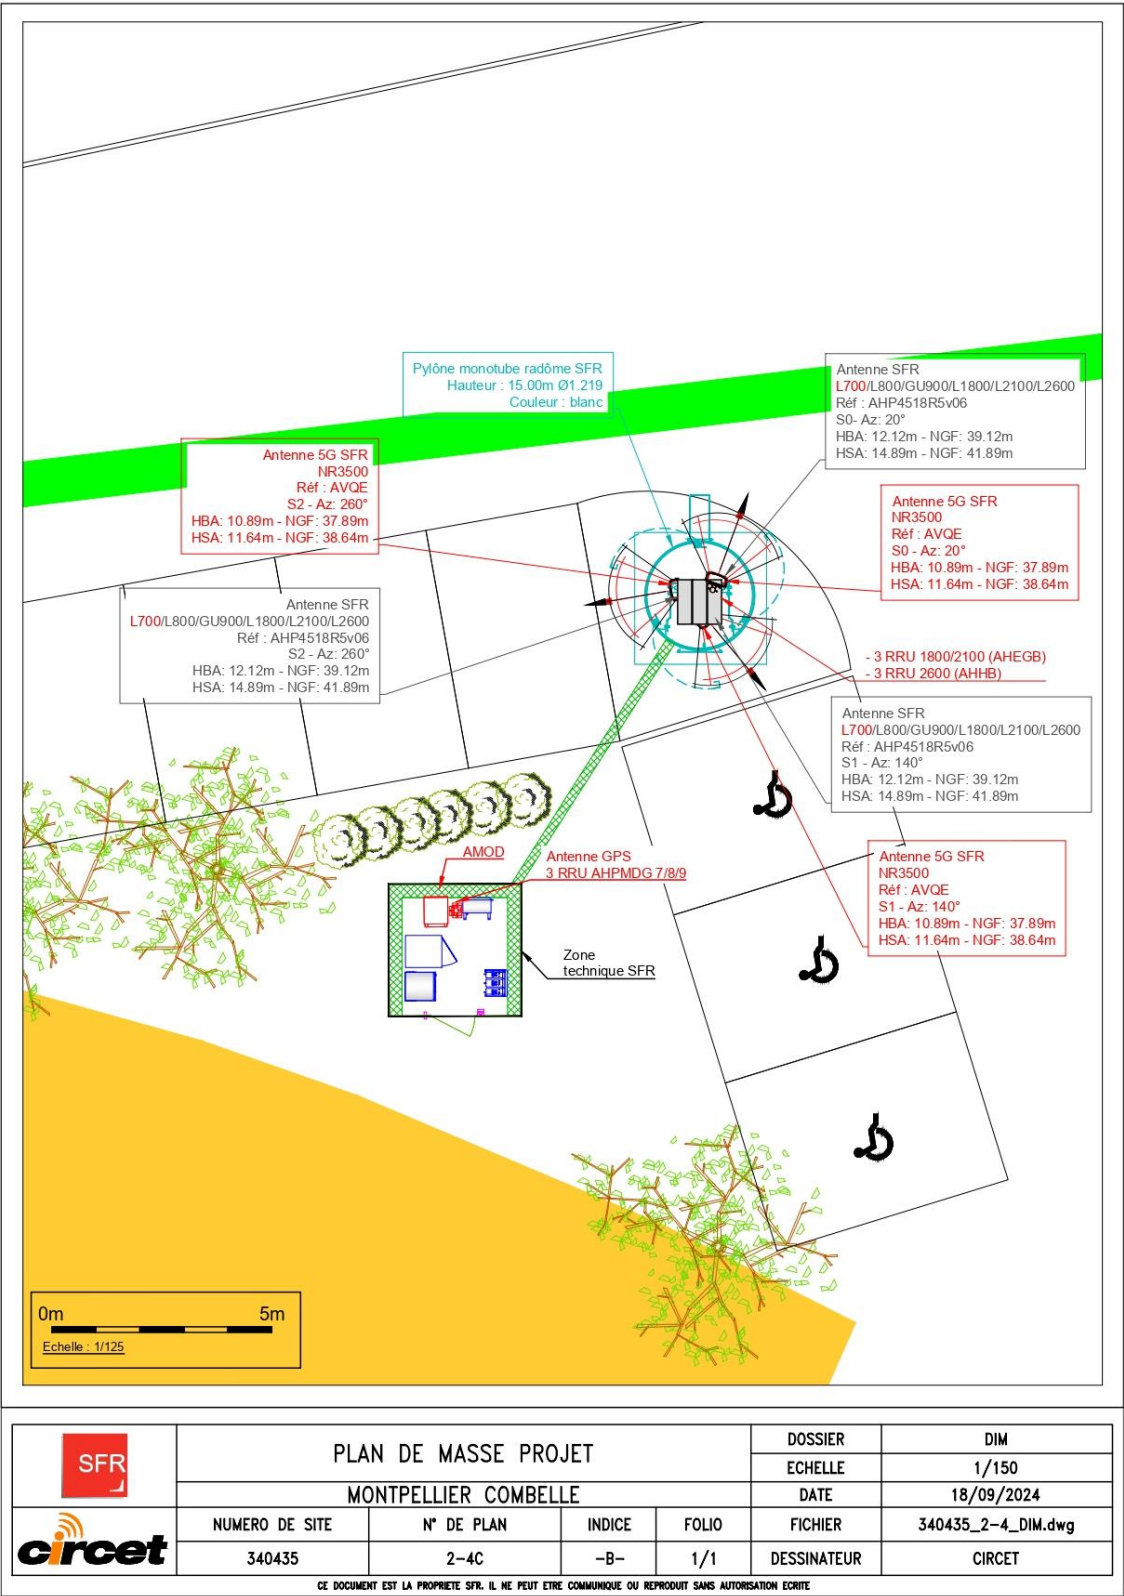 Pylône monotube radôme SFR
Hauteur : 15.00m Ø1.219
Couleur : blanc
Antenne SFR
L700/L800/GU900/L1800/L2100/L2600
Réf : AHP4518R5v06
S0- Az: 20°
HBA: 12.12m - NGF: 39.12m
HSA: 14.89m - NGF: 41.89m
Antenne 5G SFR
NR3500
Réf : AVQE
S2 - Az: 260°
HBA: 10.89m - NGF: 37.89m
HSA: 11.64m - NGF: 38.64m
Antenne 5G SFR
NR3500
Réf : AVQE
S0 - Az: 20°
HBA: 10.89m - NGF: 37.89m
HSA: 11.64m - NGF: 38.64m
Antenne SFR
L700/L800/GU900/L1800/L2100/L2600
Réf : AHP4518R5v06
S2 - Az: 260°
HBA: 12.12m - NGF: 39.12m
HSA: 14.89m - NGF: 41.89m
- 3 RRU 1800/2100 (AHEGB)
- 3 RRU 2600 (AHHB)
Antenne SFR
L700/L800/GU900/L1800/L2100/L2600
Réf : AHP4518R5v06
S1 - Az: 140°
HBA: 12.12m - NGF: 39.12m
HSA: 14.89m - NGF: 41.89m
AMOD
Antenne GPS
3 RRU AHPMDG 7/8/9
Antenne 5G SFR
NR3500
Réf : AVQE
S1 - Az: 140°
HBA: 10.89m - NGF: 37.89m
HSA: 11.64m - NGF: 38.64m
Zone
technique SFR
0m 5m
Echelle : 1/125
SFR
circet
PLAN DE MASSE PROJET
MONTPELLIER COMBELLE
DOSSIER DIM
ECHELLE 1/150
DATE 18/09/2024
NUMERO DE SITE N° DE PLAN INDICE FOLIO FICHIER 340435_2-4_DIM.dwg
340435 2-4C -B- 1/1 DESSINATEUR CIRCET
CE DOCUMENT EST LA PROPRIETE SFR. IL NE PEUT ETRE COMMUNIQUE OU REPRODUIT SANS AUTORISATION ECRITE